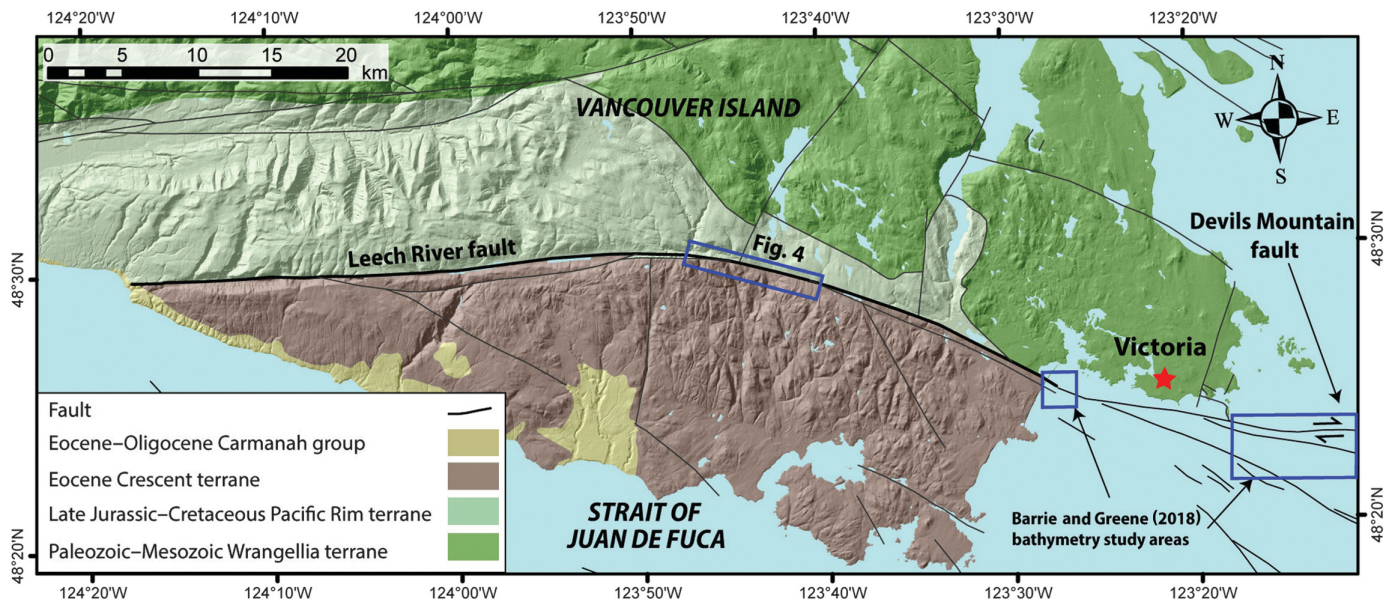 124°20'W 124°10'W 124°00'W 123°50'W 123°40'W 123°30'W 123°20'W
0 5 10 15 20
km
VANCOUVER ISLAND
N
W E
S
Devils Mountain
fault
48°30'N
48°30'N
Leech River fault
Fig. 4
Victoria
Fault
Eocene–Oligocene Carmanah group
Eocene Crescent terrane
Late Jurassic–Cretaceous Pacific Rim terrane
Paleozoic–Mesozoic Wrangellia terrane
STRAIT OF
JUAN DE FUCA
Barrie and Greene (2018)
bathymetry study areas
48°20'N
48°20'N
124°20'W 124°10'W 124°00'W 123°50'W 123°40'W 123°30'W 123°20'W